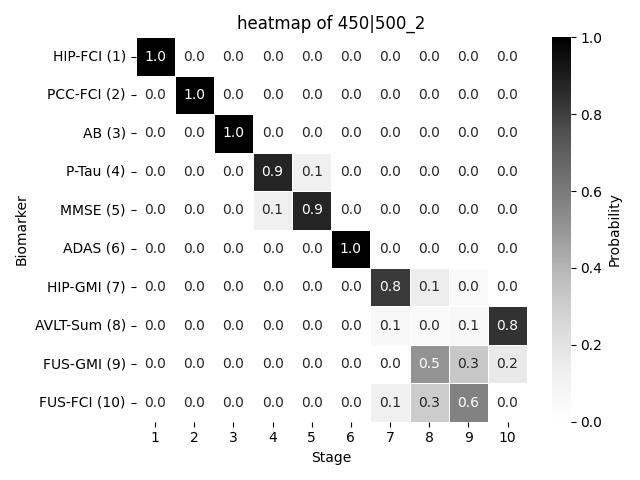 heatmap of 450|500_2
HIP-FCI (1) 1.0 0.0 0.0 0.0 0.0 0.0 0.0 0.0 0.0 0.0
PCC-FCI (2) 0.0 1.0 0.0 0.0 0.0 0.0 0.0 0.0 0.0 0.0
AB (3) 0.0 0.0 1.0 0.0 0.0 0.0 0.0 0.0 0.0 0.0
P-Tau (4) 0.0 0.0 0.0 0.9 0.1 0.0 0.0 0.0 0.0 0.0
MMSE (5) 0.0 0.0 0.0 0.1 0.9 0.0 0.0 0.0 0.0 0.0
ADAS (6) 0.0 0.0 0.0 0.0 0.0 1.0 0.0 0.0 0.0 0.0
HIP-GMI (7) 0.0 0.0 0.0 0.0 0.0 0.0 0.8 0.1 0.0 0.0
AVLT-Sum (8) 0.0 0.0 0.0 0.0 0.0 0.0 0.1 0.0 0.1 0.8
FUS-GMI (9) 0.0 0.0 0.0 0.0 0.0 0.0 0.0 0.5 0.3 0.2
FUS-FCI (10) 0.0 0.0 0.0 0.0 0.0 0.0 0.1 0.3 0.6 0.0
1 2 3 4 5 6 7 8 9 10
Stage
Biomarker
1.0
0.8
0.6
0.4
0.2
0.0
Probability